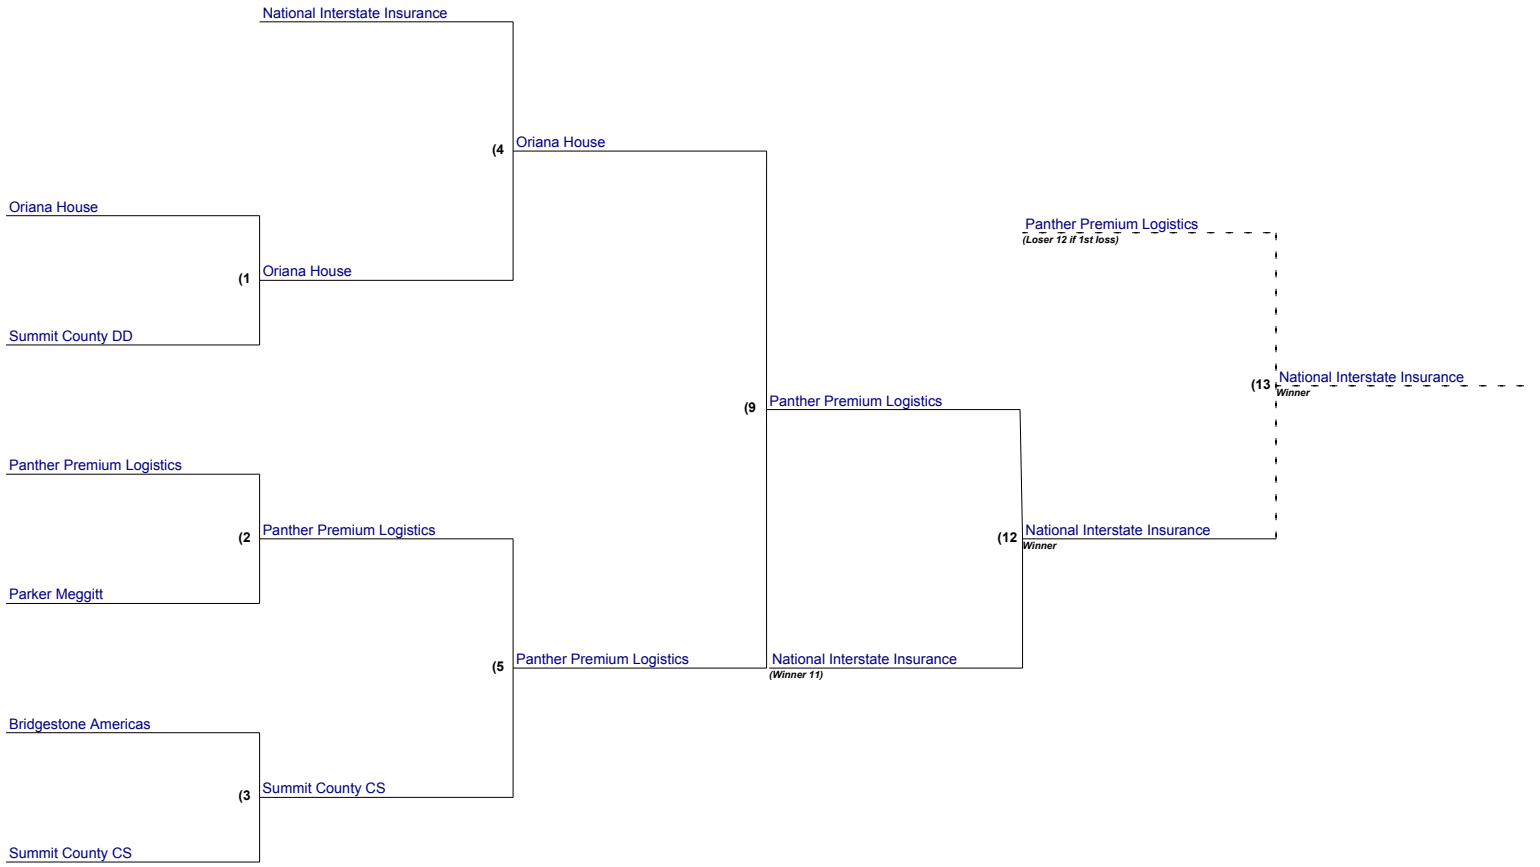 National Interstate Insurance
(4
Oriana House
Oriana House
Panther Premium Logistics
(Loser 12 if 1st loss)
(1
Oriana House
Summit County DD
(13
National Interstate Insurance
Winner
(9
Panther Premium Logistics
Panther Premium Logistics
(2
Panther Premium Logistics
(12
National Interstate Insurance
Winner
Parker Meggitt
(5
Panther Premium Logistics
National Interstate Insurance
(Winner 11)
Bridgestone Americas
(3
Summit County CS
Summit County CS